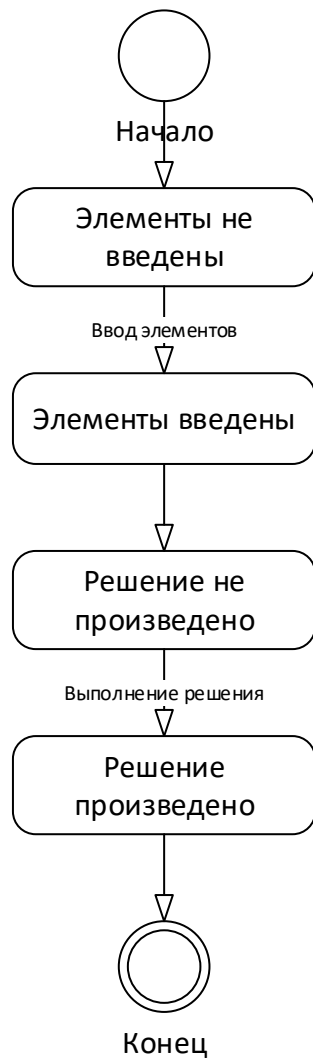 Начало
Элементы не
введены
Ввод элементов
Элементы введены
Решение не
произведено
Выполнение решения
Решение
произведено
Конец